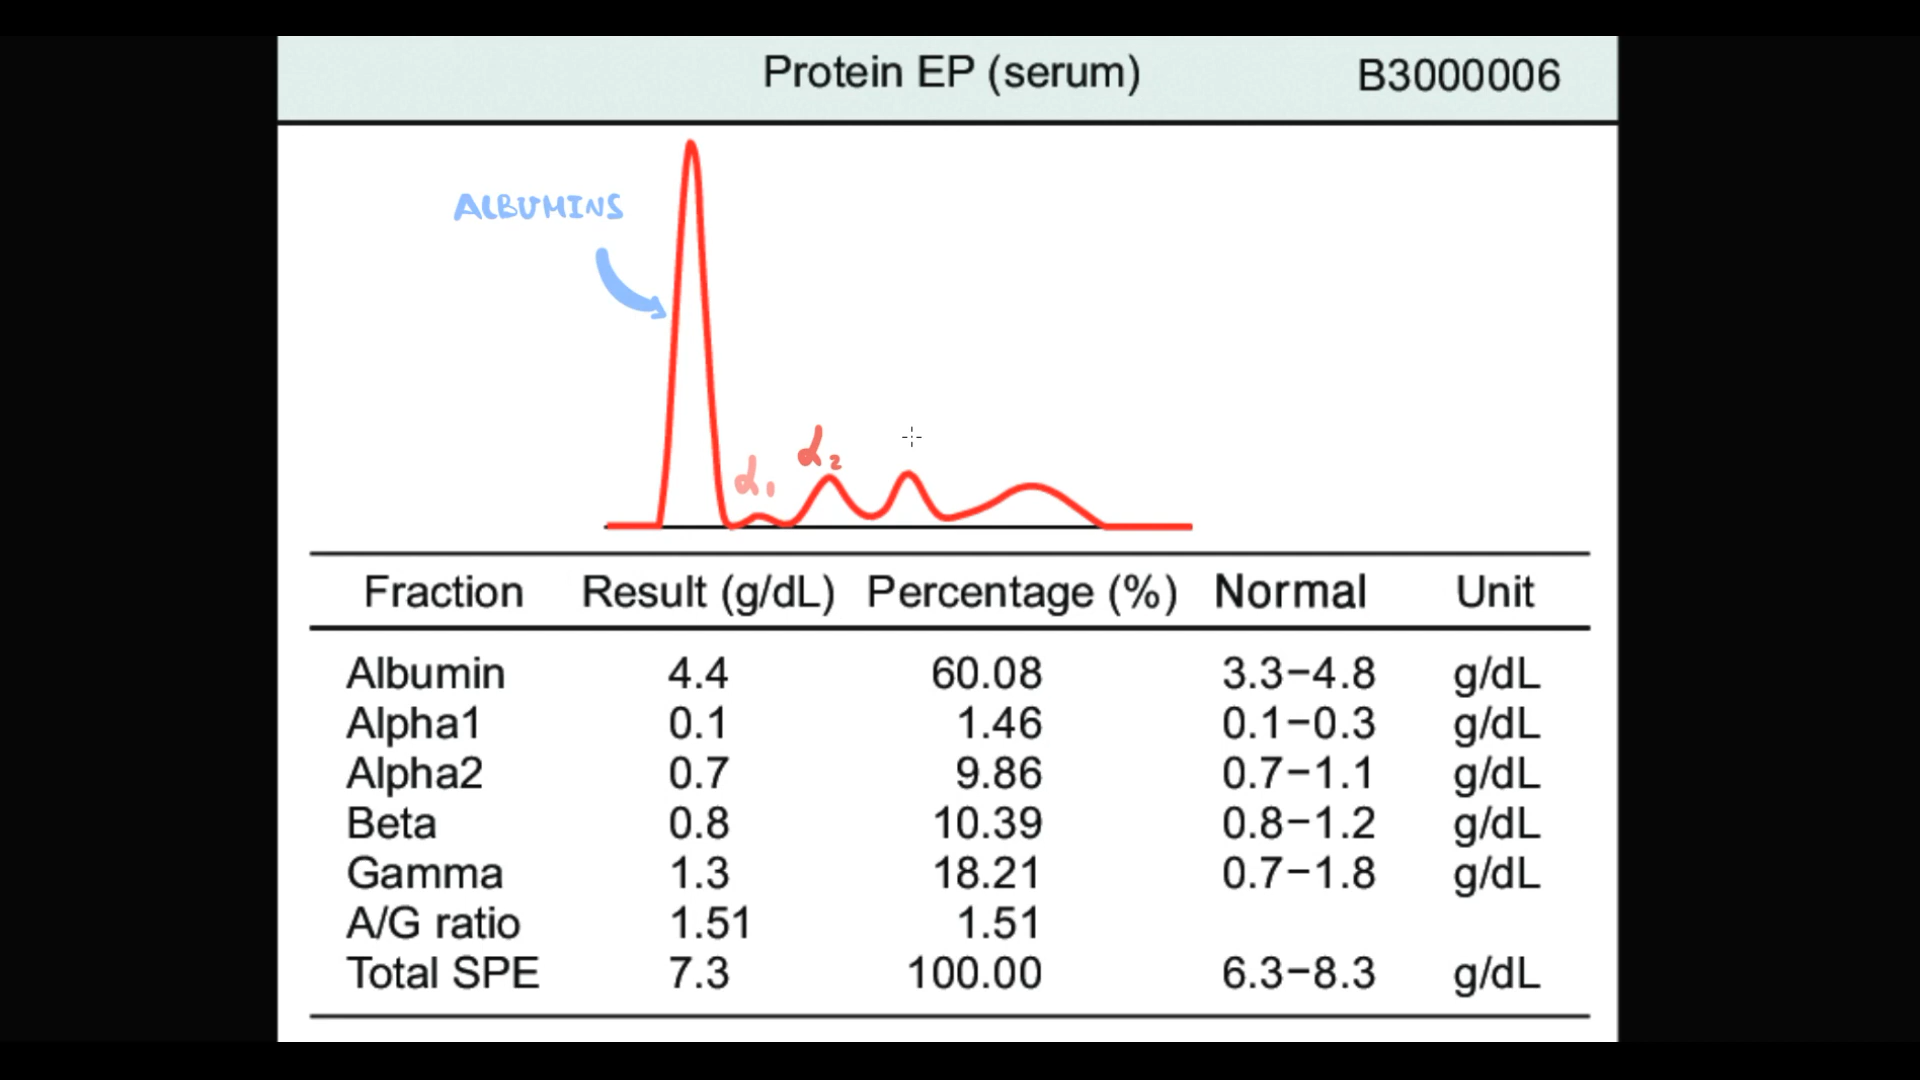 Protein EP (serum) B3000006
ALBUMINS
α₁
α₂
Fraction Result (g/dL) Percentage (%) Normal Unit
Albumin 4.4 60.08 3.3−4.8 g/dL
Alpha1 0.1 1.46 0.1−0.3 g/dL
Alpha2 0.7 9.86 0.7−1.1 g/dL
Beta 0.8 10.39 0.8−1.2 g/dL
Gamma 1.3 18.21 0.7−1.8 g/dL
A/G ratio 1.51 1.51
Total SPE 7.3 100.00 6.3−8.3 g/dL